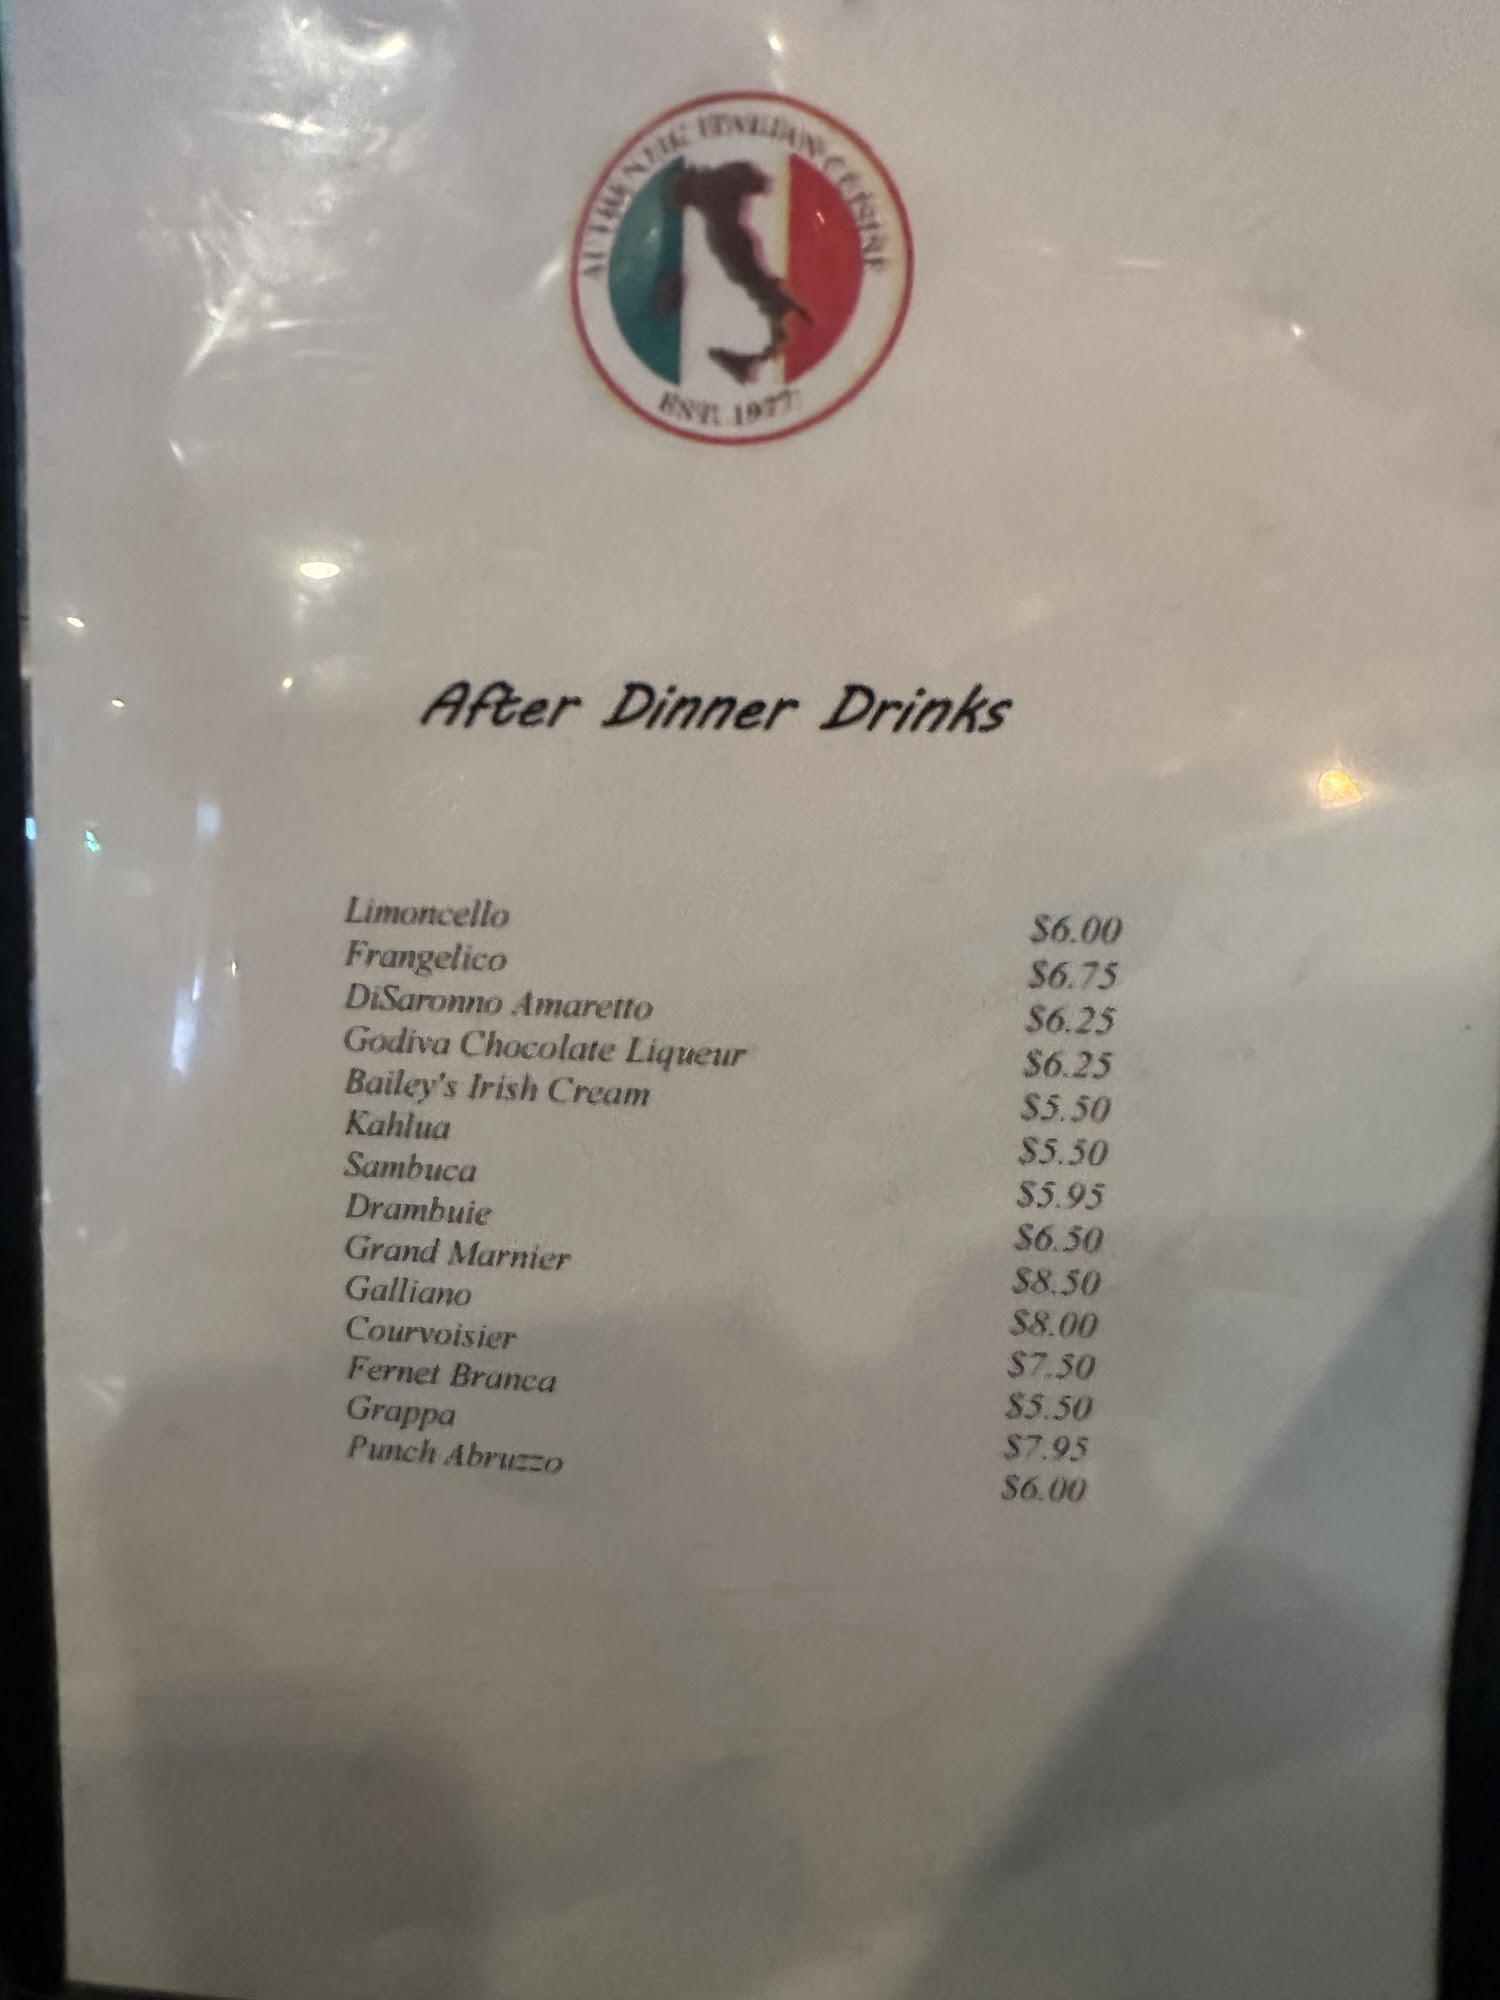 AUTHENTIC ITALIAN CUISINE
EST. 1977
After Dinner Drinks
Limoncello $6.00
Frangelico $6.75
DiSaronno Amaretto $6.25
Godiva Chocolate Liqueur $6.25
Bailey's Irish Cream $5.50
Kahlua $5.50
Sambuca $5.95
Drambuie $6.50
Grand Marnier $8.50
Galliano $8.00
Courvoisier $7.50
Fernet Branca $5.50
Grappa $7.95
Punch Abruzzo $6.00